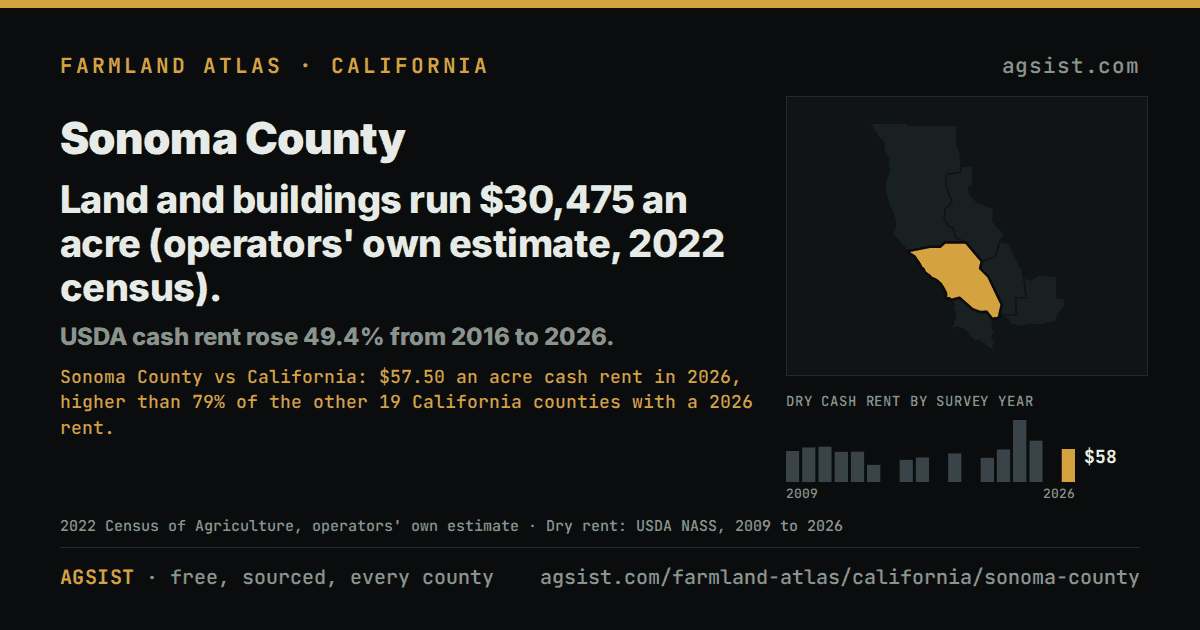 FARMLAND ATLAS · CALIFORNIA
agsist.com
Sonoma County
Land and buildings run $30,475 an
acre (operators' own estimate, 2022
census).
USDA cash rent rose 49.4% from 2016 to 2026.
Sonoma County vs California: $57.50 an acre cash rent in 2026,
higher than 79% of the other 19 California counties with a 2026
rent.
DRY CASH RENT BY SURVEY YEAR
$58
2009
2026
2022 Census of Agriculture, operators' own estimate · Dry rent: USDA NASS, 2009 to 2026
AGSIST · free, sourced, every county
agsist.com/farmland-atlas/california/sonoma-county